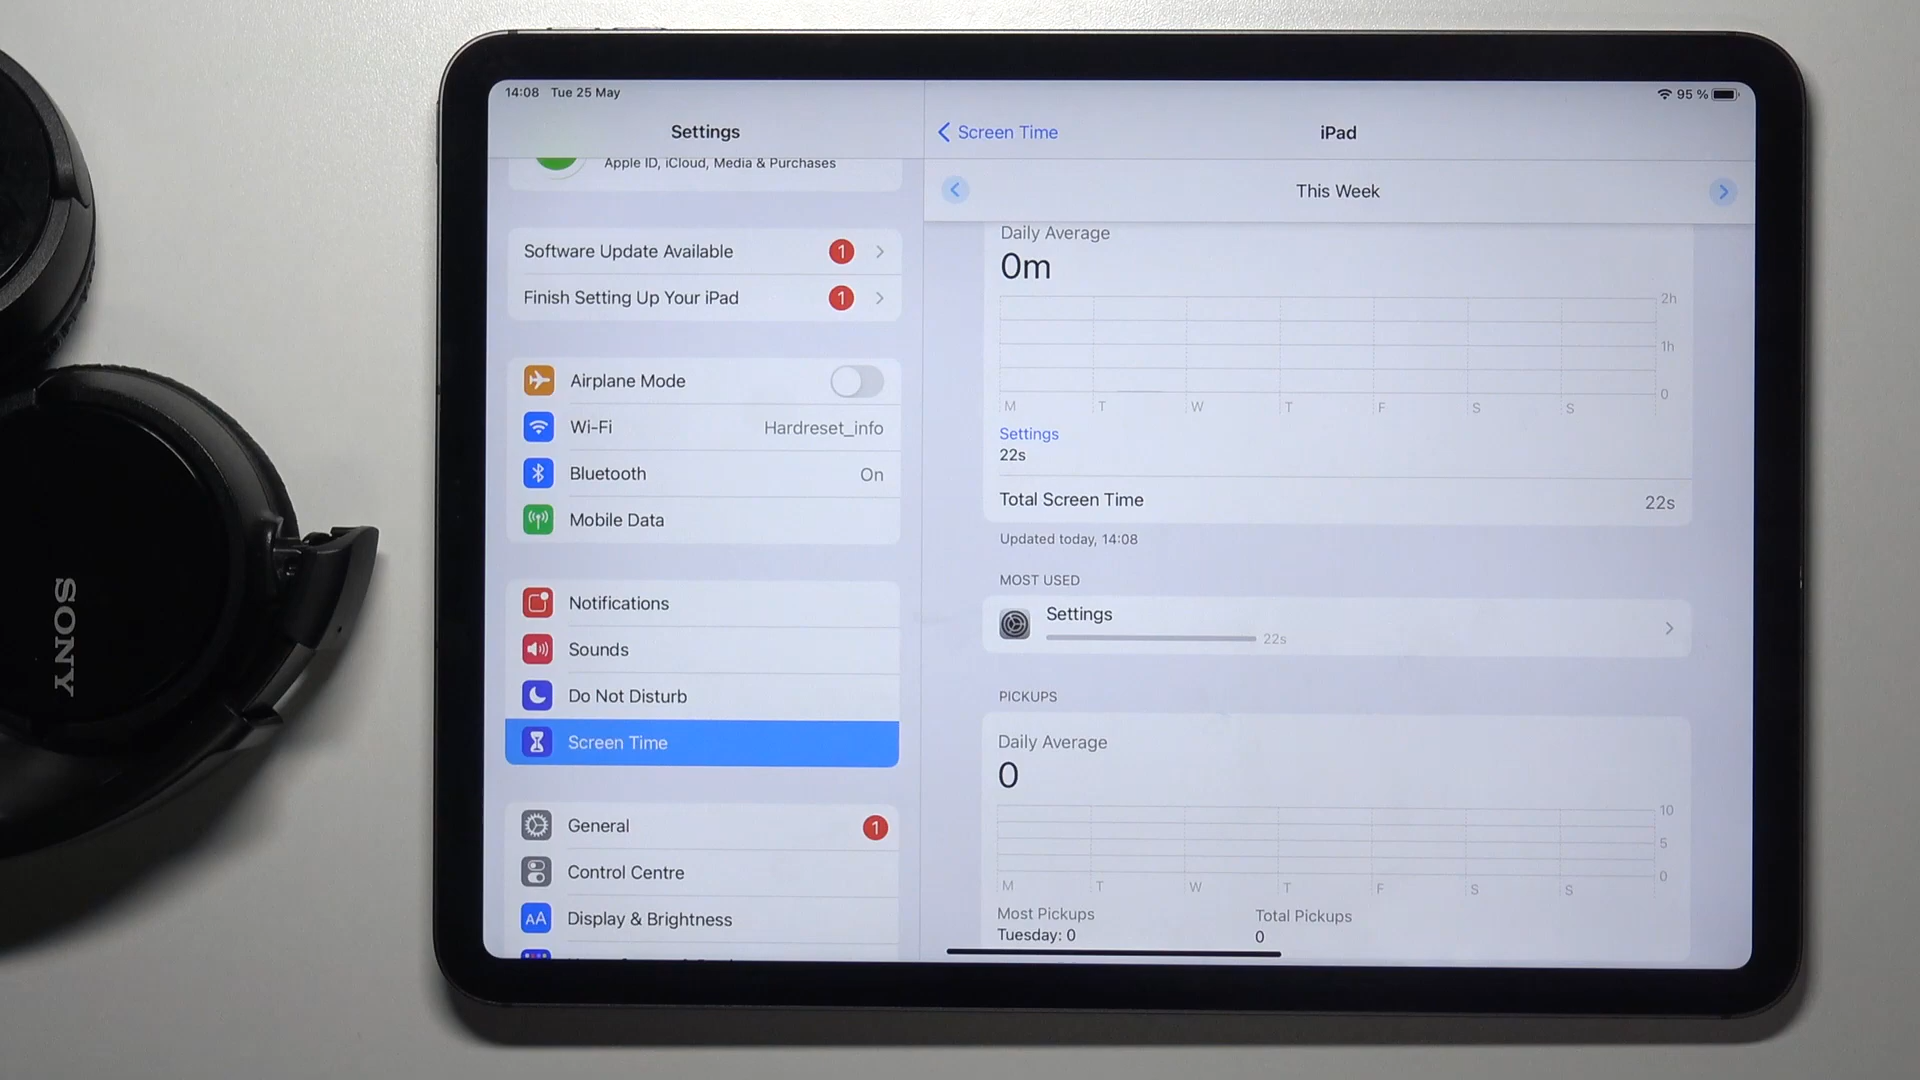 SONY
14:08 Tue 25 May
95 %
Settings
Apple ID, iCloud, Media & Purchases
Software Update Available 1
Finish Setting Up Your iPad 1
Airplane Mode
Wi-Fi Hardreset_info
Bluetooth On
Mobile Data
Notifications
Sounds
Do Not Disturb
Screen Time
General 1
Control Centre
AA Display & Brightness
Screen Time
iPad
This Week
Daily Average
0m
2h
1h
0
M T W T F S S
Settings
22s
Total Screen Time 22s
Updated today, 14:08
MOST USED
Settings
22s
PICKUPS
Daily Average
0
10
5
0
M T W T F S S
Most Pickups Total Pickups
Tuesday: 0 0